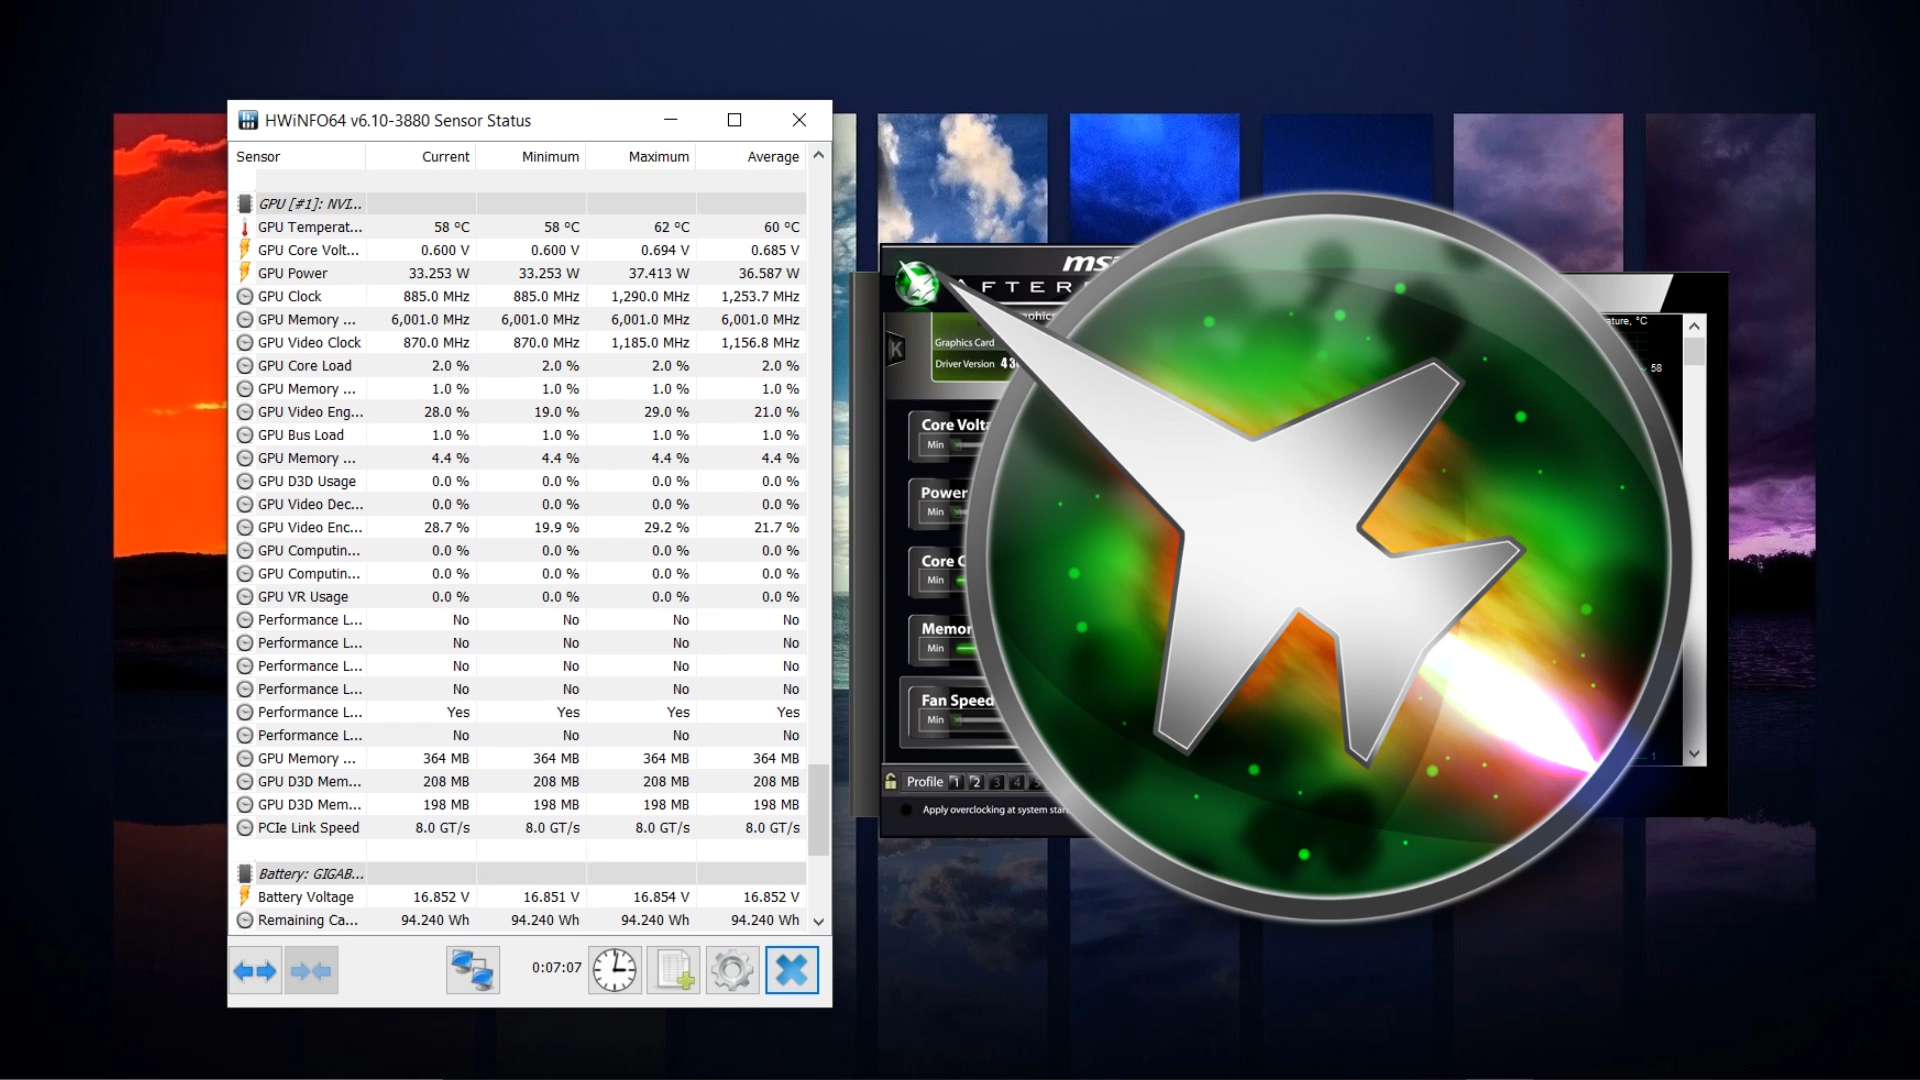 HWiNFO64 v6.10-3880 Sensor Status
Sensor Current Minimum Maximum Average
GPU [#1]: NVI...
GPU Temperat... 58 °C 58 °C 62 °C 60 °C
GPU Core Volt... 0.600 V 0.600 V 0.694 V 0.685 V
GPU Power 33.253 W 33.253 W 37.413 W 36.587 W
GPU Clock 885.0 MHz 885.0 MHz 1,290.0 MHz 1,253.7 MHz
GPU Memory ... 6,001.0 MHz 6,001.0 MHz 6,001.0 MHz 6,001.0 MHz
GPU Video Clock 870.0 MHz 870.0 MHz 1,185.0 MHz 1,156.8 MHz
GPU Core Load 2.0 % 2.0 % 2.0 % 2.0 %
GPU Memory ... 1.0 % 1.0 % 1.0 % 1.0 %
GPU Video Eng... 28.0 % 19.0 % 29.0 % 21.0 %
GPU Bus Load 1.0 % 1.0 % 1.0 % 1.0 %
GPU Memory ... 4.4 % 4.4 % 4.4 % 4.4 %
GPU D3D Usage 0.0 % 0.0 % 0.0 % 0.0 %
GPU Video Dec... 0.0 % 0.0 % 0.0 % 0.0 %
GPU Video Enc... 28.7 % 19.9 % 29.2 % 21.7 %
GPU Computin... 0.0 % 0.0 % 0.0 % 0.0 %
GPU Computin... 0.0 % 0.0 % 0.0 % 0.0 %
GPU VR Usage 0.0 % 0.0 % 0.0 % 0.0 %
Performance L... No No No No
Performance L... No No No No
Performance L... No No No No
Performance L... No No No No
Performance L... Yes Yes Yes Yes
Performance L... No No No No
GPU Memory ... 364 MB 364 MB 364 MB 364 MB
GPU D3D Mem... 208 MB 208 MB 208 MB 208 MB
GPU D3D Mem... 198 MB 198 MB 198 MB 198 MB
PCIe Link Speed 8.0 GT/s 8.0 GT/s 8.0 GT/s 8.0 GT/s
Battery: GIGAB...
Battery Voltage 16.852 V 16.851 V 16.854 V 16.852 V
Remaining Ca... 94.240 Wh 94.240 Wh 94.240 Wh 94.240 Wh
0:07:07
ms
AFTER
K
Graphics Card
Driver Version 43
Core Volta
Min
Power
Min
Core C
Min
Memor
Min
Fan Speed
Min
Profile 1 2 3 4
Apply overclocking at system star
ature, °C
58
1